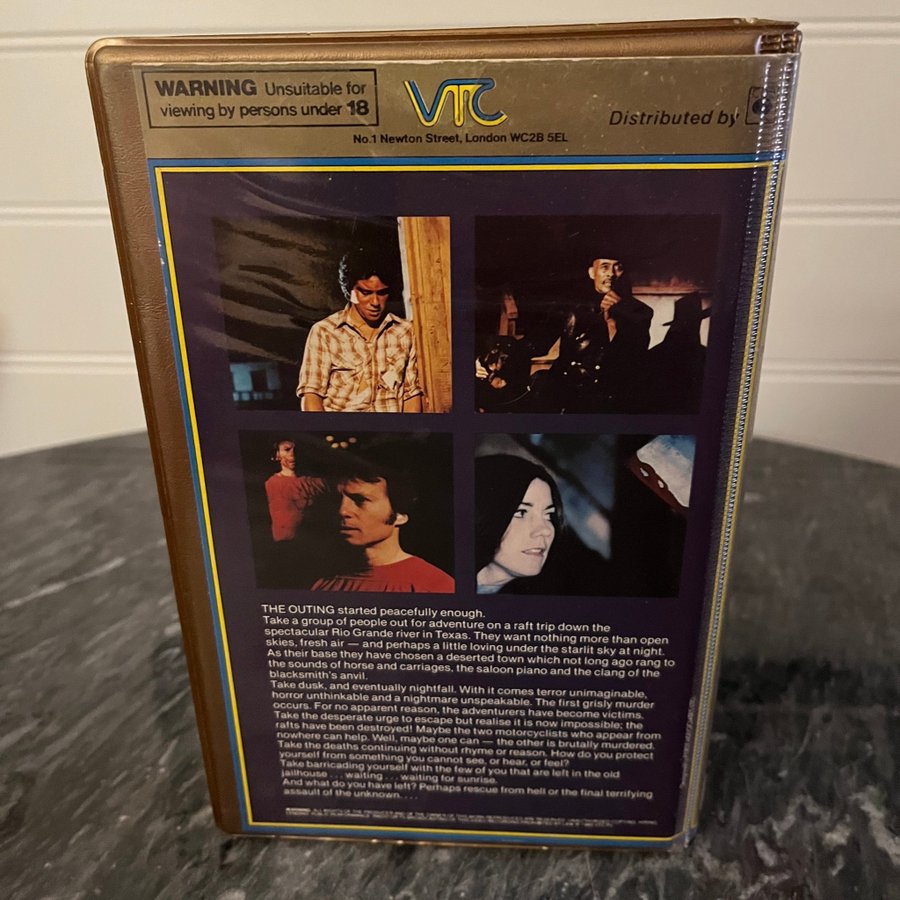 WARNING Unsuitable for
viewing by persons under 18
VTC
No.1 Newton Street, London WC2B 5EL
Distributed by
THE OUTING started peacefully enough.
Take a group of people out for adventure on a raft trip down the
spectacular Rio Grande river in Texas. They want nothing more than open
skies, fresh air — and perhaps a little loving under the starlit sky at night.
As their base they have chosen a deserted town which not long ago rang to
the sounds of horse and carriages, the saloon piano and the clang of the
blacksmith's anvil.
Take dusk, and eventually nightfall. With it comes terror unimaginable,
horror unthinkable and a nightmare unspeakable. The first grisly murder
occurs. For no apparent reason, the adventurers have become victims.
Take the desperate urge to escape but realise it is now impossible; the
rafts have been destroyed! Maybe the two motorcyclists who appear from
nowhere can help. Well, maybe one can — the other is brutally murdered.
Take the deaths continuing without rhyme or reason. How do you protect
yourself from something you cannot see, or hear, or feel?
Take barricading yourself with the few of you that are left in the old
jailhouse . . . waiting . . . waiting for sunrise.
And what do you have left? Perhaps rescue from hell or the final terrifying
assault of the unknown. . . .
WARNING